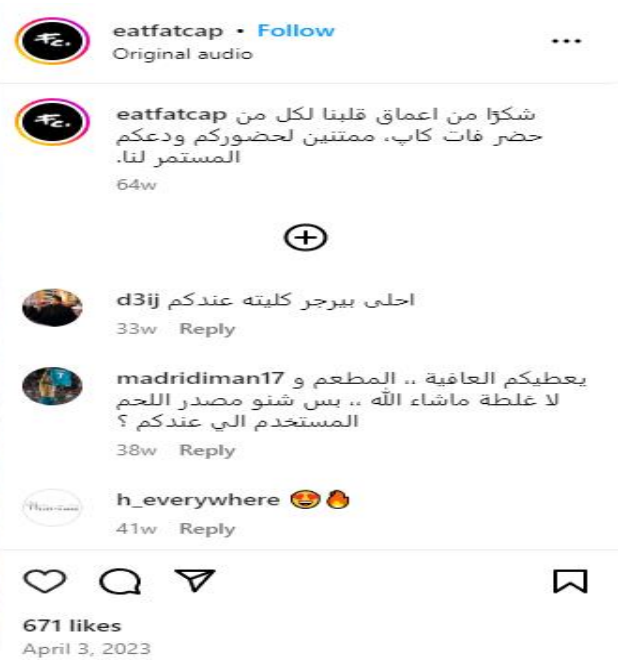 eatfatcap • Follow
Original audio
eatfatcap شكرًا من اعماق قلبنا لكل من
حضر فات كاب، ممتنين لحضوركم ودعكم
المستمر لنا.
64w
d3ij احلى بيرجر كليته عندكم
33w Reply
madridiman17 يعطيكم العافية .. المطعم و
لا غلطة ماشاء الله .. بس شنو مصدر اللحم
المستخدم الي عندكم ؟
38w Reply
h_everywhere 😍🔥
41w Reply
671 likes
April 3, 2023